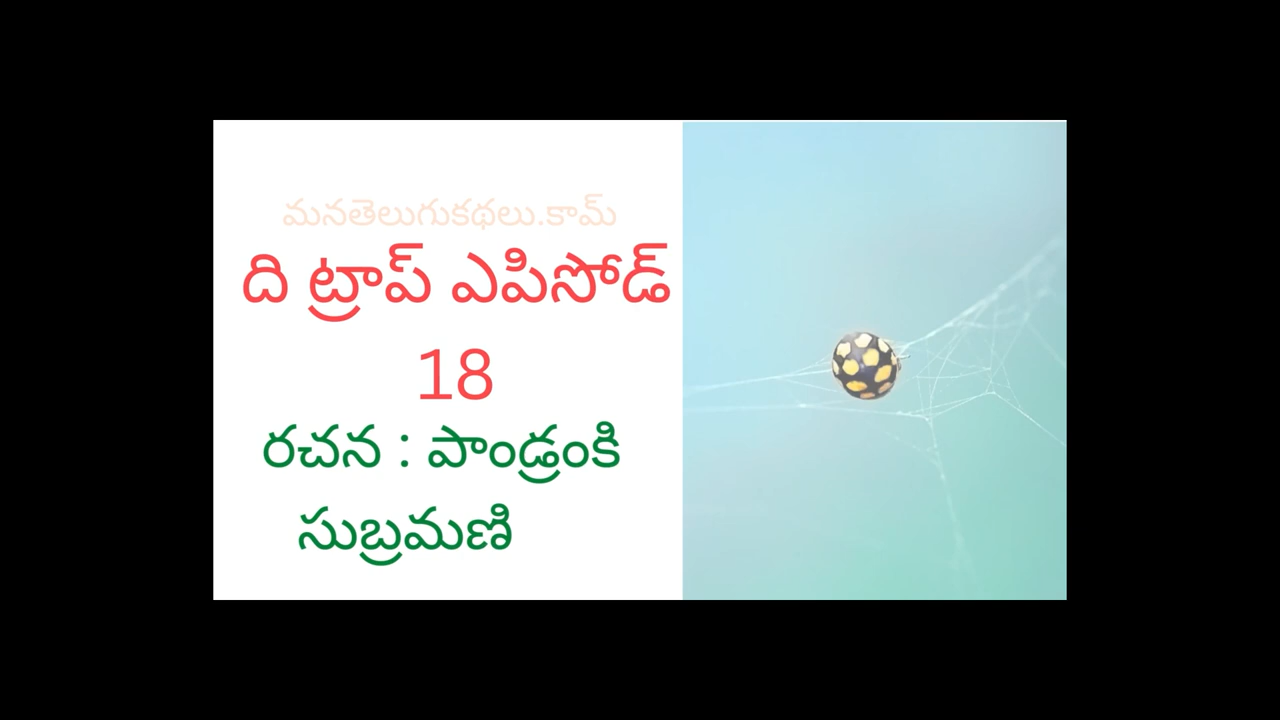 మనతెలుగుకథలు.కామ్
ది ట్రాప్ ఎపిసోడ్
18
రచన : పాండ్రంకి
సుబ్రమణి